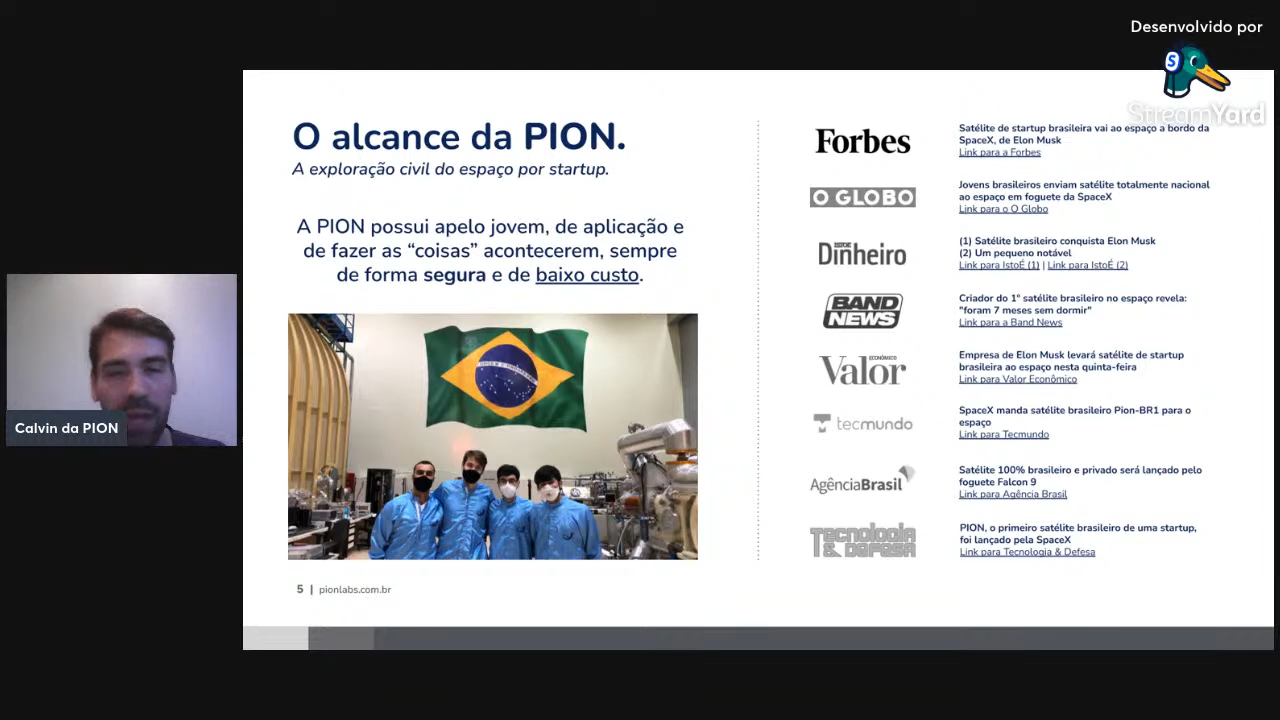 Desenvolvido por
S
StreamYard
O alcance da PION.
A exploração civil do espaço por startup.
A PION possui apelo jovem, de aplicação e
de fazer as “coisas” acontecerem, sempre
de forma segura e de baixo custo.
Forbes
Satélite de startup brasileira vai ao espaço a bordo da
SpaceX, de Elon Musk
Link para a Forbes
O GLOBO
Jovens brasileiros enviam satélite totalmente nacional
ao espaço em foguete da SpaceX
Link para o O Globo
ISTOÉ
Dinheiro
(1) Satélite brasileiro conquista Elon Musk
(2) Um pequeno notável
Link para IstoÉ (1) | Link para IstoÉ (2)
BAND
NEWS
Criador do 1º satélite brasileiro no espaço revela:
"foram 7 meses sem dormir"
Link para a Band News
ECONÔMICO
Valor
Empresa de Elon Musk levará satélite de startup
brasileira ao espaço nesta quinta-feira
Link para Valor Econômico
tecmundo
SpaceX manda satélite brasileiro Pion-BR1 para o
espaço
Link para Tecmundo
AgênciaBrasil
Satélite 100% brasileiro e privado será lançado pelo
foguete Falcon 9
Link para Agência Brasil
TECNOLOGIA
& DEFESA
PION, o primeiro satélite brasileiro de uma startup,
foi lançado pela SpaceX
Link para Tecnologia & Defesa
Calvin da PION
5 | pionlabs.com.br